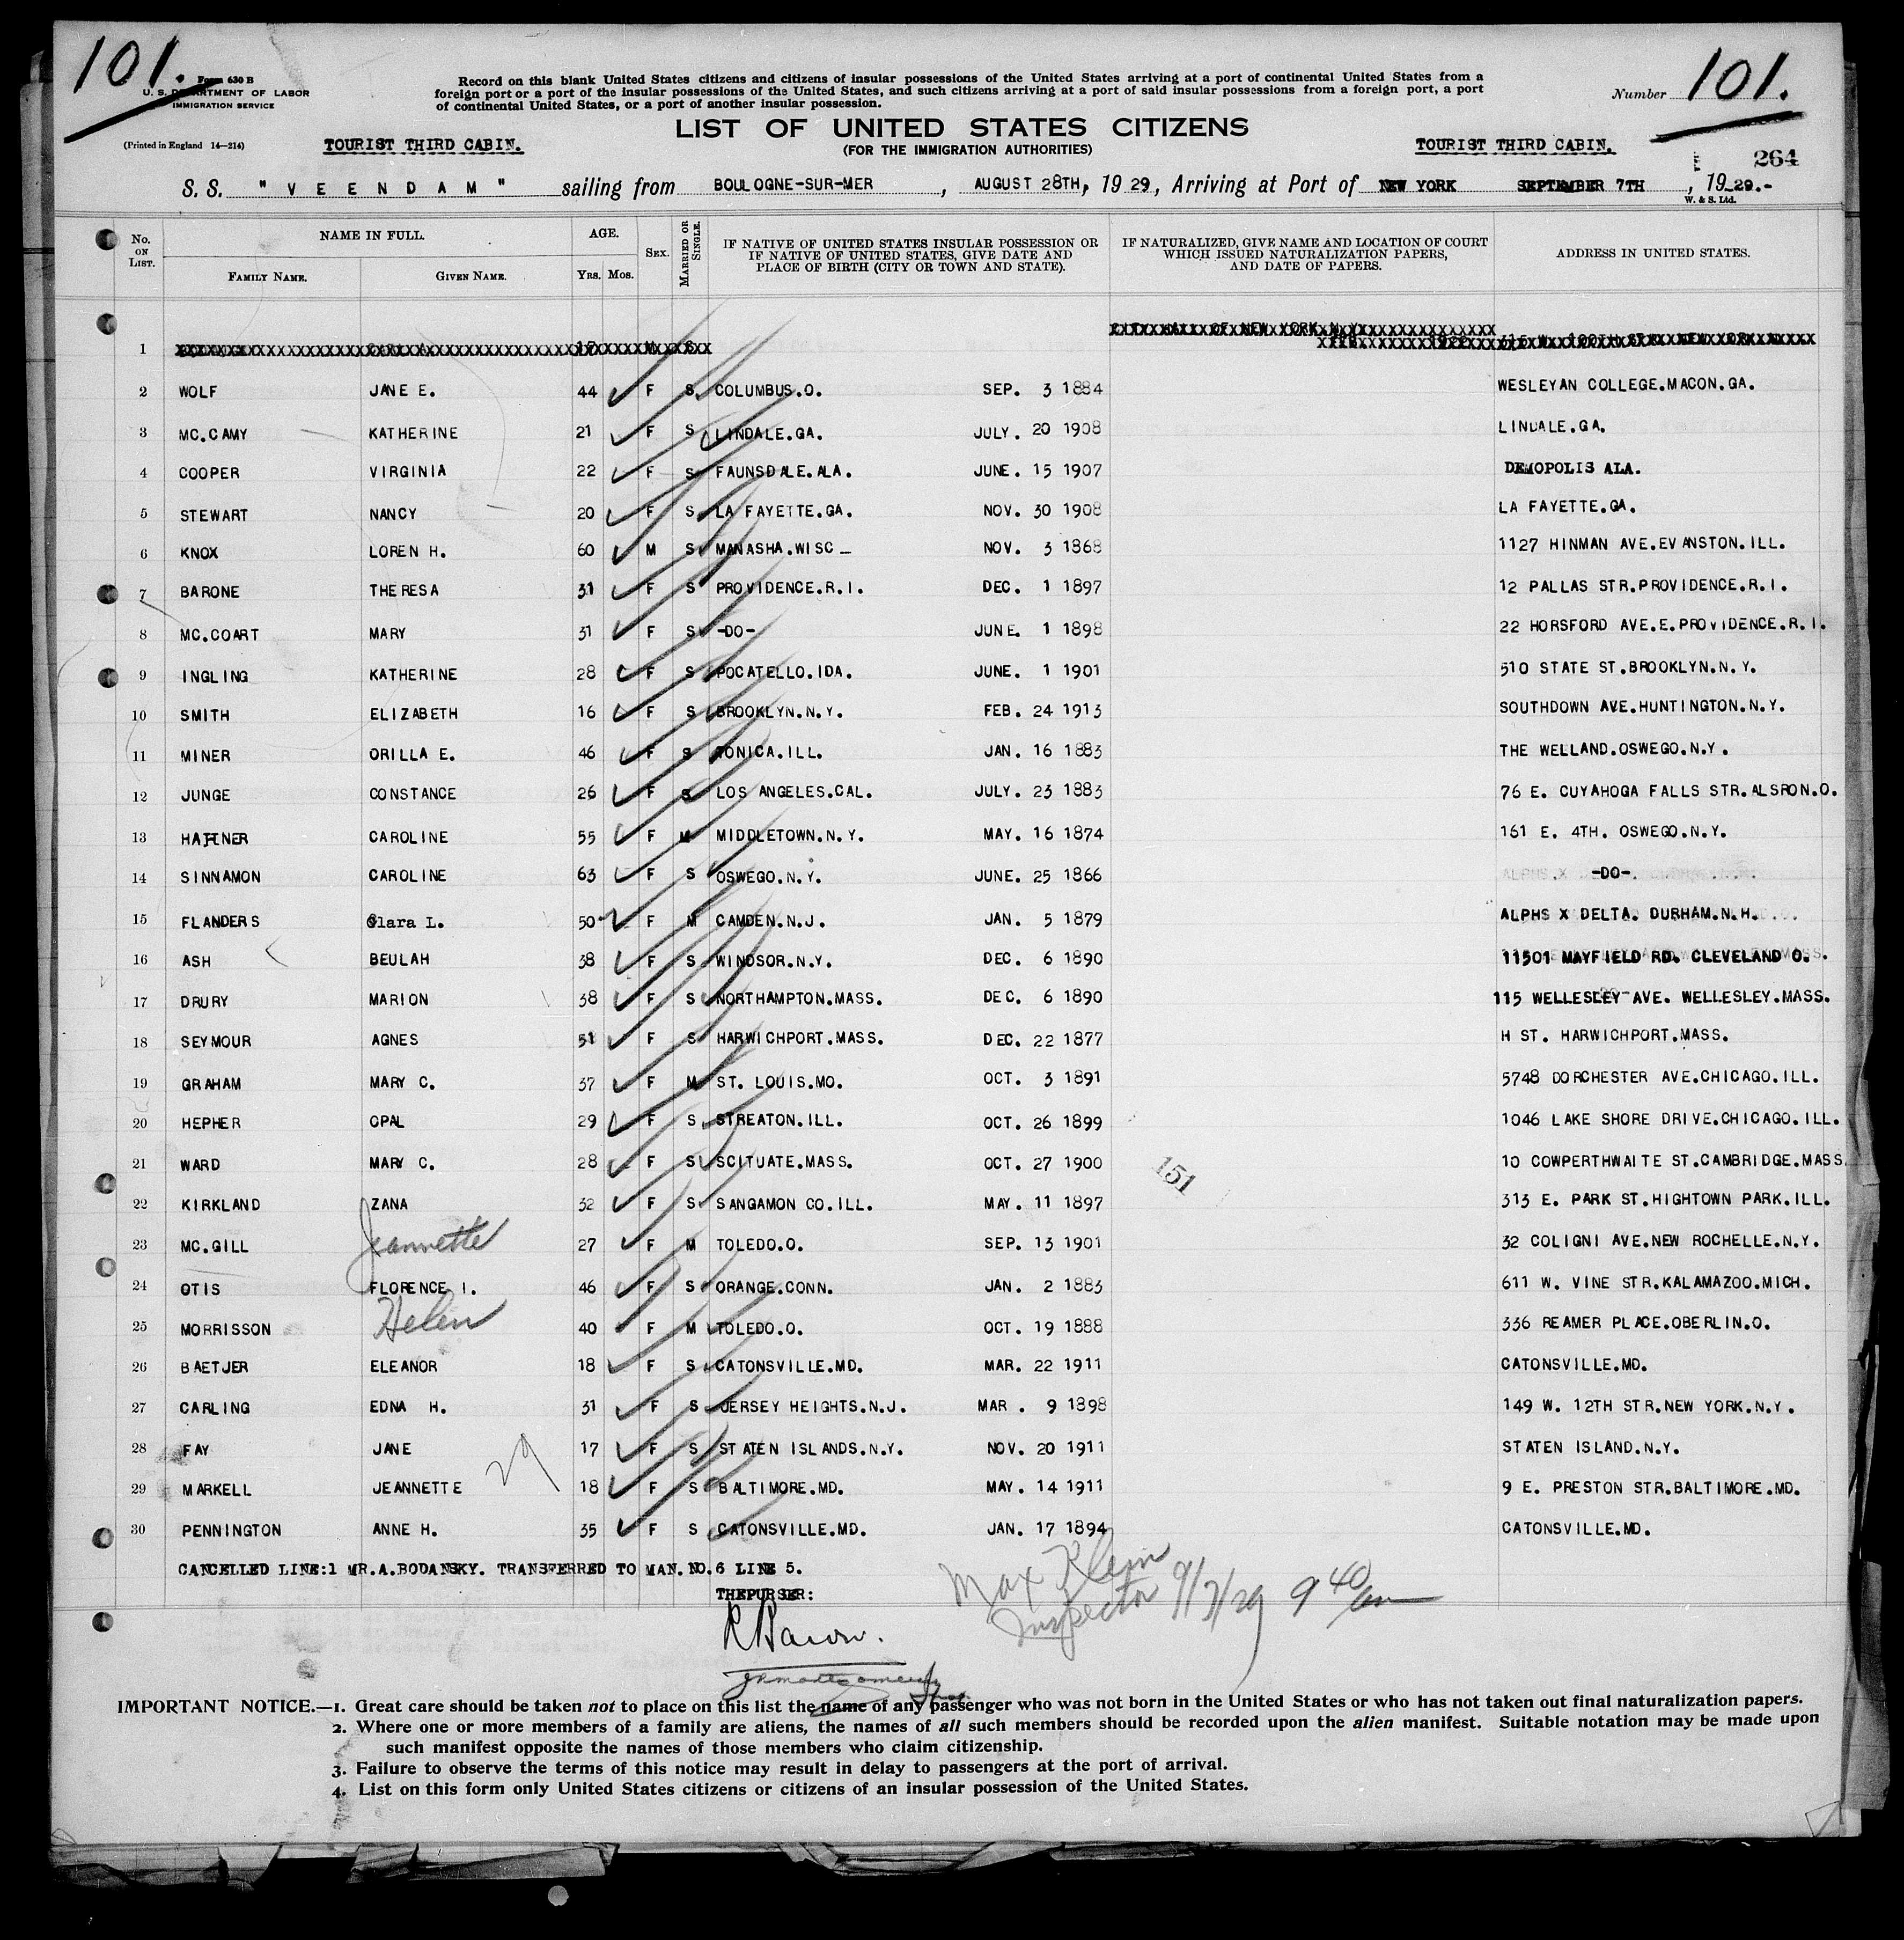 101.
Form 630 B
U. S. DEPARTMENT OF LABOR
IMMIGRATION SERVICE
(Printed in England 14—214)
Record on this blank United States citizens and citizens of insular possessions of the United States arriving at a port of continental United States from a
foreign port or a port of the insular possessions of the United States, and such citizens arriving at a port of said insular possessions from a foreign port, a port
of continental United States, or a port of another insular possession.
Number 101.
LIST OF UNITED STATES CITIZENS
(FOR THE IMMIGRATION AUTHORITIES)
TOURIST THIRD CABIN.
TOURIST THIRD CABIN.
264
S. S. "VEENDAM" sailing from BOULOGNE-SUR-MER, AUGUST 28TH, 1929, Arriving at Port of NEW YORK SEPTEMBER 7TH, 19 29.-
W. & S. Ltd.
No. ON LIST. NAME IN FULL. FAMILY NAME. GIVEN NAME. AGE. Yrs. Mos. SEX. MARRIED OR SINGLE. IF NATIVE OF UNITED STATES INSULAR POSSESSION OR IF NATIVE OF UNITED STATES, GIVE DATE AND PLACE OF BIRTH (CITY OR TOWN AND STATE). IF NATURALIZED, GIVE NAME AND LOCATION OF COURT WHICH ISSUED NATURALIZATION PAPERS, AND DATE OF PAPERS. ADDRESS IN UNITED STATES.
1
2 WOLF JANE E. 44 F S COLUMBUS.O. SEP. 3 1884 WESLEYAN COLLEGE.MACON.GA.
3 MC.CAMY KATHERINE 21 F S LINDALE.GA. JULY. 20 1908 LINDALE.GA.
4 COOPER VIRGINIA 22 F S FAUNSDALE.ALA. JUNE. 15 1907 DEMOPOLIS ALA.
5 STEWART NANCY 20 F S LA FAYETTE.GA. NOV. 30 1908 LA FAYETTE.GA.
6 KNOX LOREN H. 60 M S MANASHA.WISC_ NOV. 3 1868 1127 HINMAN AVE.EVANSTON.ILL.
7 BARONE THERESA 31 F S PROVIDENCE.R.I. DEC. 1 1897 12 PALLAS STR.PROVIDENCE.R.I.
8 MC.COART MARY 31 F S -DO- JUNE. 1 1898 22 HORSFORD AVE.E.PROVIDENCE.R.I.
9 INGLING KATHERINE 28 F S POCATELLO.IDA. JUNE. 1 1901 510 STATE ST.BROOKLYN.N.Y.
10 SMITH ELIZABETH 16 F S BROOKLYN.N.Y. FEB. 24 1913 SOUTHDOWN AVE.HUNTINGTON.N.Y.
11 MINER ORILLA E. 46 F S TONICA.ILL. JAN. 16 1883 THE WELLAND.OSWEGO.N.Y.
12 JUNGE CONSTANCE 26 F S LOS ANGELES.CAL. JULY. 23 1883 76 E. CUYAHOGA FALLS STR.ALSRON.O.
13 HAFTNER CAROLINE 55 F M MIDDLETOWN.N.Y. MAY. 16 1874 161 E. 4TH. OSWEGO.N.Y.
14 SINNAMON CAROLINE 63 F S OSWEGO.N.Y. JUNE. 25 1866 -DO-.
15 FLANDERS Clara L. 50 F M CAMDEN.N.J. JAN. 5 1879 ALPHS X DELTA. DURHAM.N.H.
16 ASH BEULAH 38 F S WINDSOR.N.Y. DEC. 6 1890 11501 MAYFIELD RD. CLEVELAND O.
17 DRURY MARION 38 F S NORTHAMPTON.MASS. DEC. 6 1890 115 WELLESLEY AVE. WELLESLEY.MASS.
18 SEYMOUR AGNES 51 F S HARWICHPORT.MASS. DEC. 22 1877 H ST. HARWICHPORT.MASS.
19 GRAHAM MARY C. 37 F M ST. LOUIS.MO. OCT. 3 1891 5748 DORCHESTER AVE.CHICAGO.ILL.
20 HEPHER OPAL 29 F S STREATON.ILL. OCT. 26 1899 1046 LAKE SHORE DRIVE.CHICAGO.ILL.
21 WARD MARY C. 28 F S SCITUATE.MASS. OCT. 27 1900 10 COWPERTHWAITE ST.CAMBRIDGE.MASS
151
22 KIRKLAND ZANA 32 F S SANGAMON CO.ILL. MAY. 11 1897 313 E. PARK ST.HIGHTOWN PARK.ILL.
23 MC.GILL Jeannette 27 F M TOLEDO.O. SEP. 13 1901 32 COLIGNI AVE.NEW ROCHELLE.N.Y.
24 OTIS FLORENCE I. 46 F S ORANGE.CONN. JAN. 2 1883 611 W. VINE STR.KALAMAZOO.MICH.
25 MORRISSON Helen 40 F M TOLEDO.O. OCT. 19 1888 336 REAMER PLACE.OBERLIN.O.
26 BAETJER ELEANOR 18 F S CATONSVILLE.MD. MAR. 22 1911 CATONSVILLE.MD.
27 CARLING EDNA H. 31 F S JERSEY HEIGHTS.N.J. MAR. 9 1898 149 W. 12TH STR.NEW YORK.N.Y.
28 FAY JANE 17 F S STATEN ISLANDS.N.Y. NOV. 20 1911 STATEN ISLAND.N.Y.
29 MARKELL JEANNETTE 29 18 F S BALTIMORE.MD. MAY. 14 1911 9 E. PRESTON STR.BALTIMORE.MD.
30 PENNINGTON ANNE H. 35 F S CATONSVILLE.MD. JAN. 17 1894 CATONSVILLE.MD.
CANCELLED LINE:1 MR.A.BODANSKY. TRANSFERRED TO MAN.NO.6 LINE 5.
THE PURSER:
Max Klein
Inspector 9/7/29 9 40 am
IMPORTANT NOTICE.—1. Great care should be taken not to place on this list the name of any passenger who was not born in the United States or who has not taken out final naturalization papers.
2. Where one or more members of a family are aliens, the names of all such members should be recorded upon the alien manifest. Suitable notation may be made upon
such manifest opposite the names of those members who claim citizenship.
3. Failure to observe the terms of this notice may result in delay to passengers at the port of arrival.
4. List on this form only United States citizens or citizens of an insular possession of the United States.